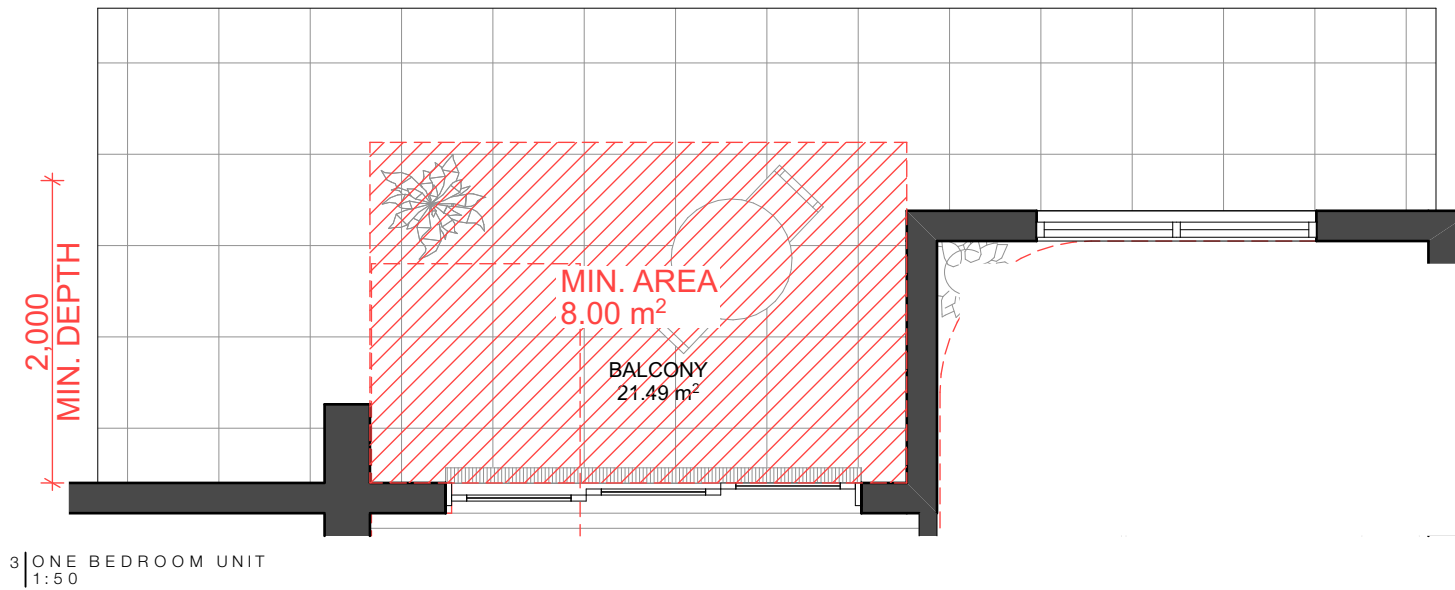 2,000
MIN. DEPTH
MIN. AREA
8.00 m²
BALCONY
21.49 m²
3 ONE BEDROOM UNIT
1:50